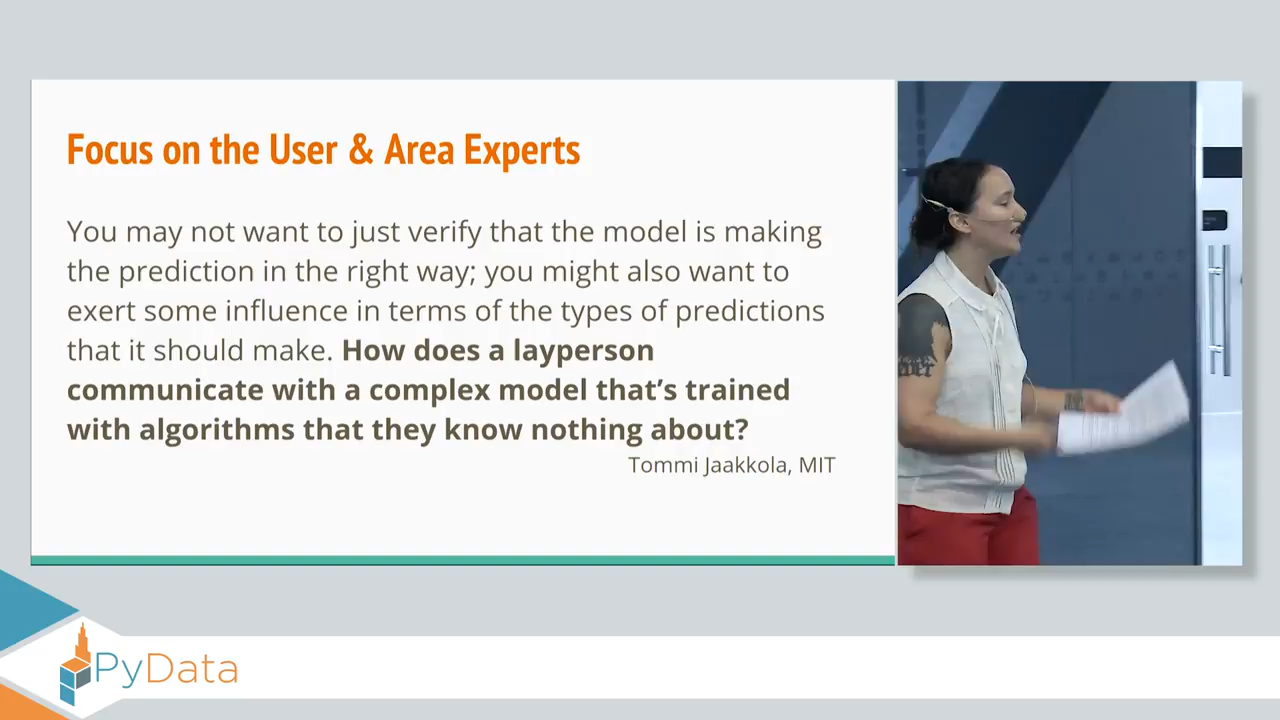 Focus on the User & Area Experts
You may not want to just verify that the model is making
the prediction in the right way; you might also want to
exert some influence in terms of the types of predictions
that it should make. How does a layperson
communicate with a complex model that's trained
with algorithms that they know nothing about?
Tommi Jaakkola, MIT
PyData